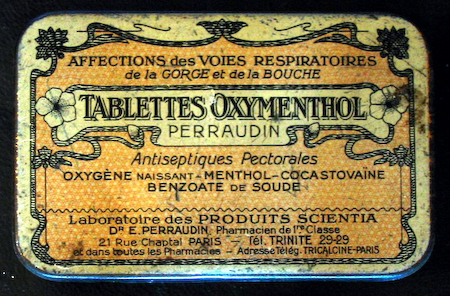 AFFECTIONS des VOIES RESPIRATOIRES
de la GORGE et de la BOUCHE
TABLETTES OXYMENTHOL
PERRAUDIN
Antiseptiques Pectorales
OXYGÈNE NAISSANT-MENTHOL-COCASTOVAÏNE
BENZOATE DE SOUDE
Laboratoire des PRODUITS SCIENTIA
DR E. PERRAUDIN, Pharmacien de 1re Classe
21 Rue Chaptal PARIS — Tél. TRINITÉ 29-29
et dans toutes les Pharmacies - Adresse Télég. TRICALCINE-PARIS